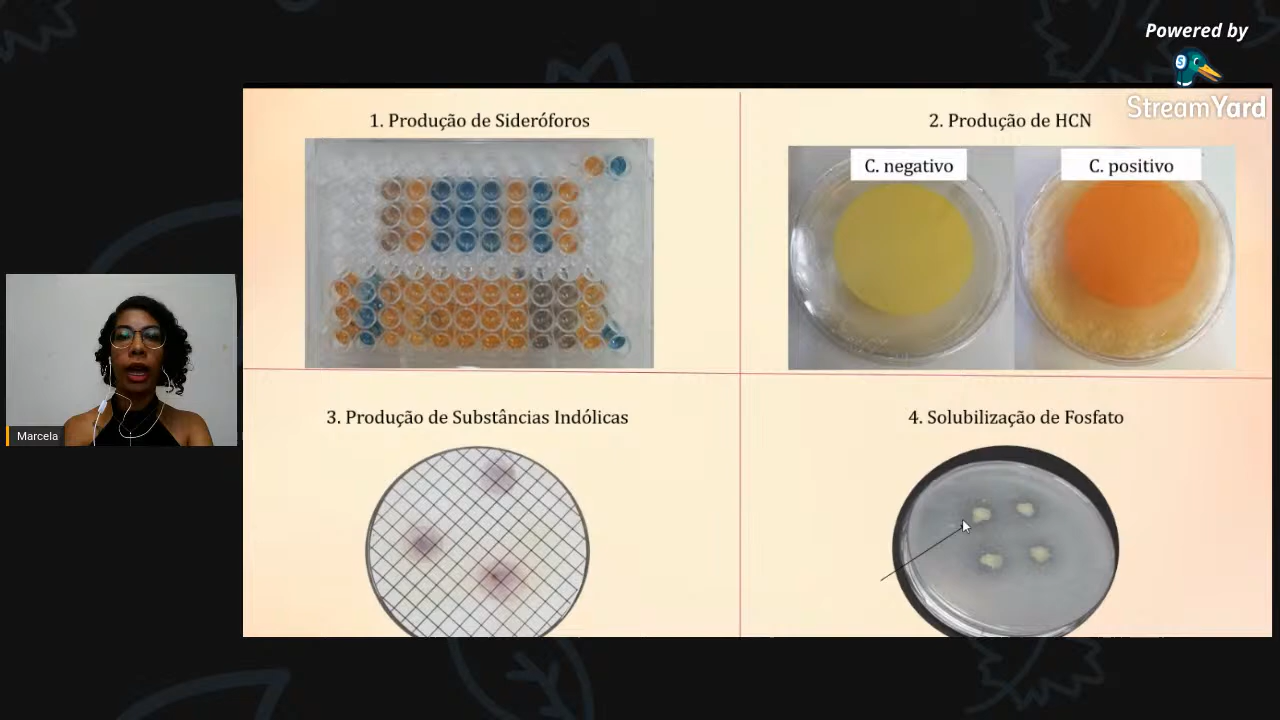 Powered by
StreamYard
1. Produção de Sideróforos
2. Produção de HCN
C. negativo
C. positivo
Marcela
3. Produção de Substâncias Indólicas
4. Solubilização de Fosfato